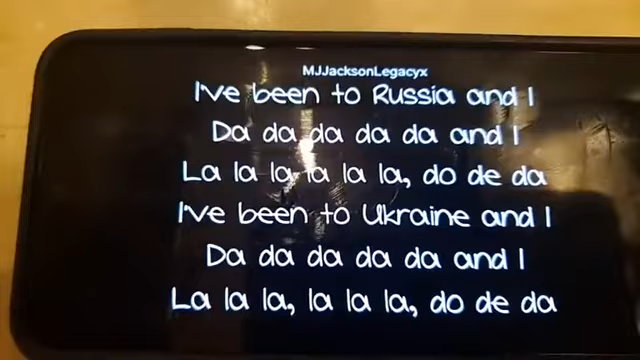 MJJacksonLegacyx
I've been to Russia and I
Da da da da da and I
La la la la la la, do de da
I've been to Ukraine and I
Da da da da da and I
La la la, la la la, do de da